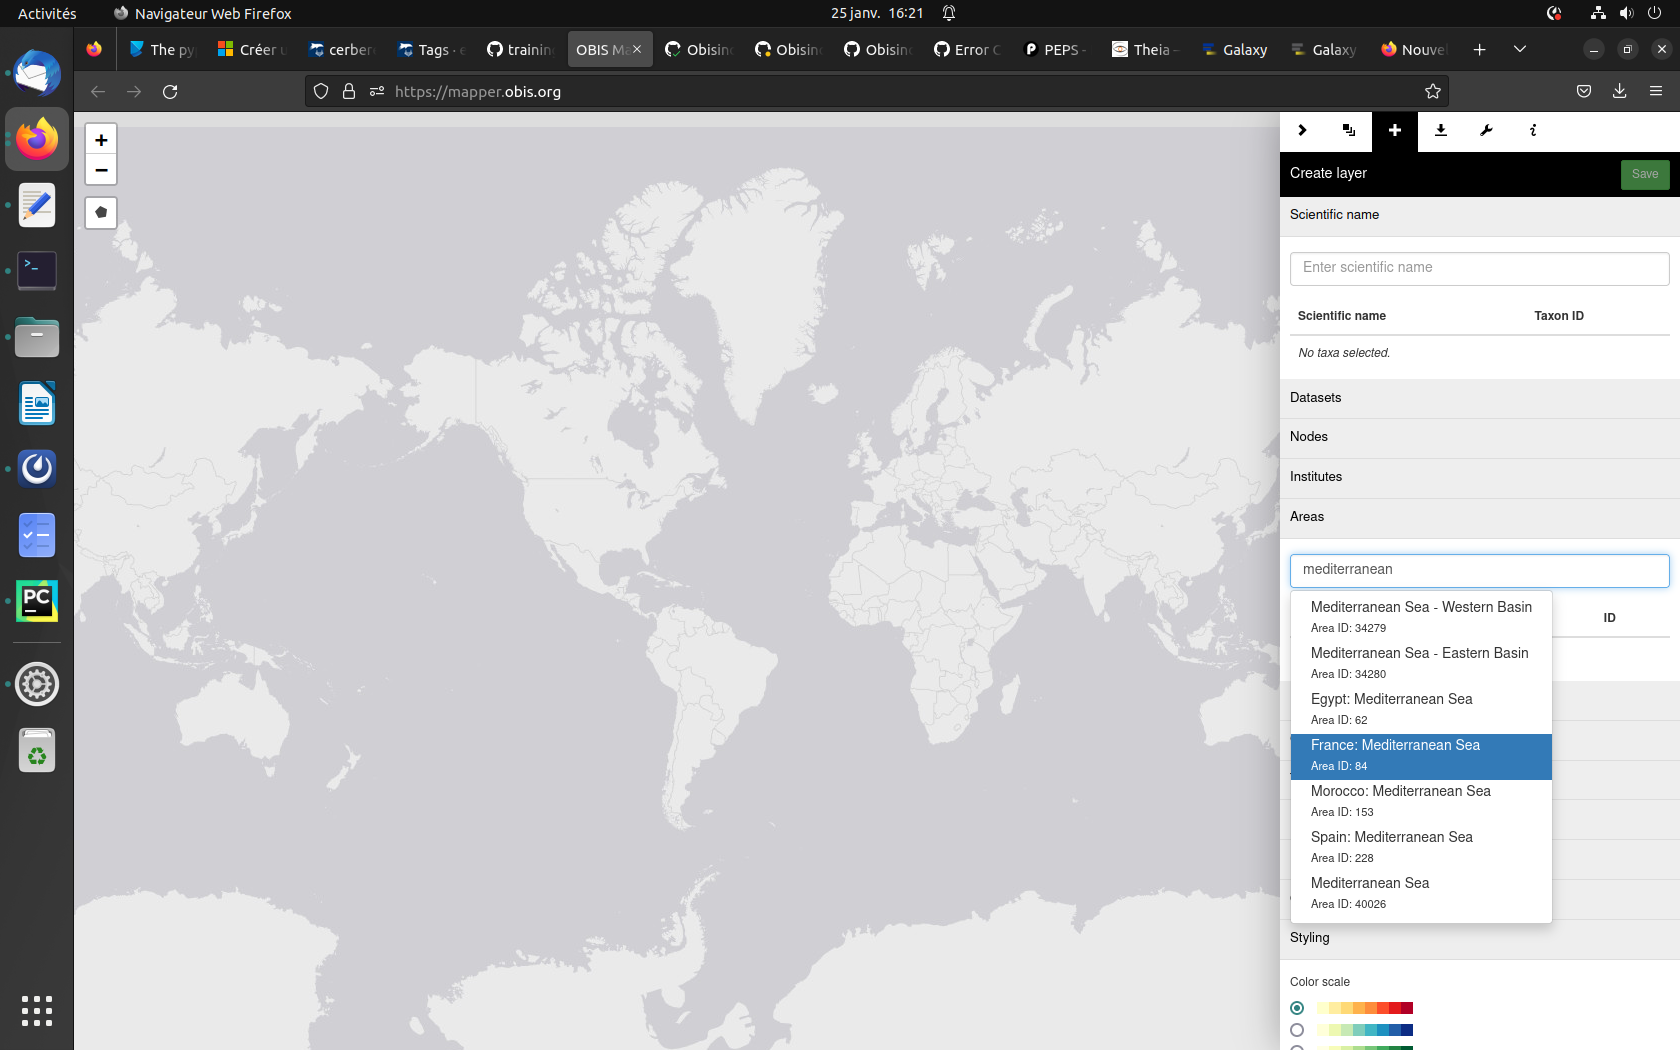 Activités
Navigateur Web Firefox
25 janv. 16:21
The py
Créer u
cerber
Tags · e
trainin
OBIS Ma
Obisind
Obisind
Obisind
Error C
PEPS -
Theia -
Galaxy
Galaxy
Nouvel
https://mapper.obis.org
+
−
Create layer
Save
Scientific name
Enter scientific name
Scientific name
Taxon ID
No taxa selected.
Datasets
Nodes
Institutes
Areas
mediterranean
ID
Mediterranean Sea - Western Basin
Area ID: 34279
Mediterranean Sea - Eastern Basin
Area ID: 34280
Egypt: Mediterranean Sea
Area ID: 62
France: Mediterranean Sea
Area ID: 84
Morocco: Mediterranean Sea
Area ID: 153
Spain: Mediterranean Sea
Area ID: 228
Mediterranean Sea
Area ID: 40026
Styling
Color scale
PC